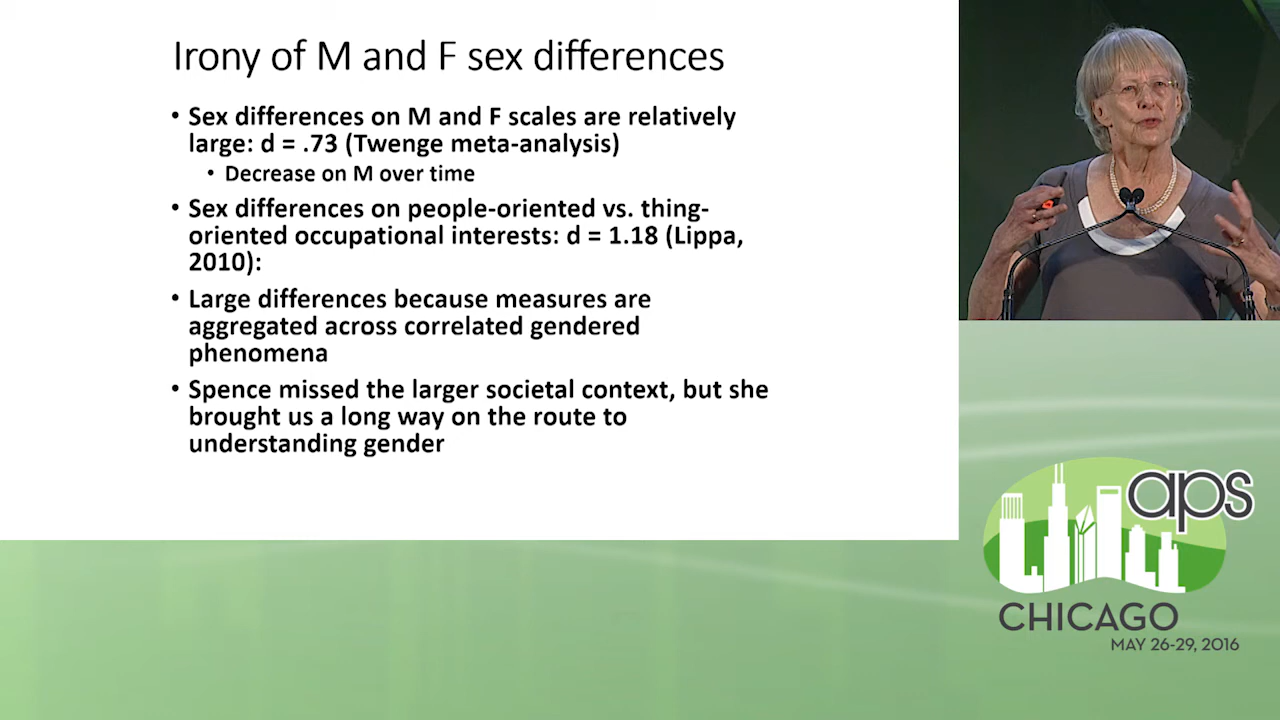 Irony of M and F sex differences
• Sex differences on M and F scales are relatively
large: d = .73 (Twenge meta-analysis)
• Decrease on M over time
• Sex differences on people-oriented vs. thing-
oriented occupational interests: d = 1.18 (Lippa,
2010):
• Large differences because measures are
aggregated across correlated gendered
phenomena
• Spence missed the larger societal context, but she
brought us a long way on the route to
understanding gender
aps
CHICAGO
MAY 26-29, 2016